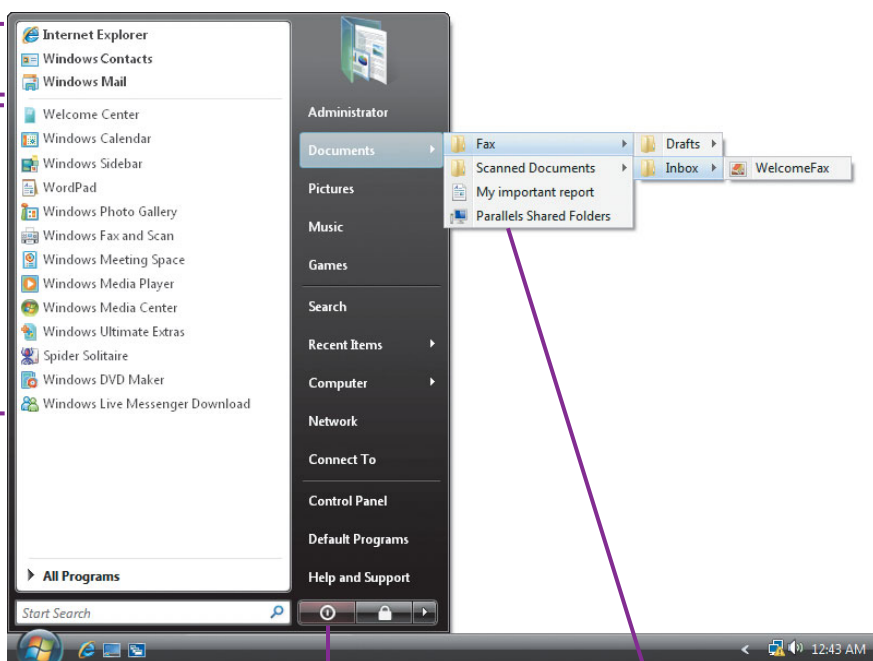 Internet Explorer
Windows Contacts
Windows Mail
Welcome Center
Windows Calendar
Windows Sidebar
WordPad
Windows Photo Gallery
Windows Fax and Scan
Windows Meeting Space
Windows Media Player
Windows Media Center
Windows Ultimate Extras
Spider Solitaire
Windows DVD Maker
Windows Live Messenger Download
All Programs
Start Search
Administrator
Documents
Pictures
Music
Games
Search
Recent Items
Computer
Network
Connect To
Control Panel
Default Programs
Help and Support
Fax
Scanned Documents
My important report
Parallels Shared Folders
Drafts
Inbox
WelcomeFax
12:43 AM